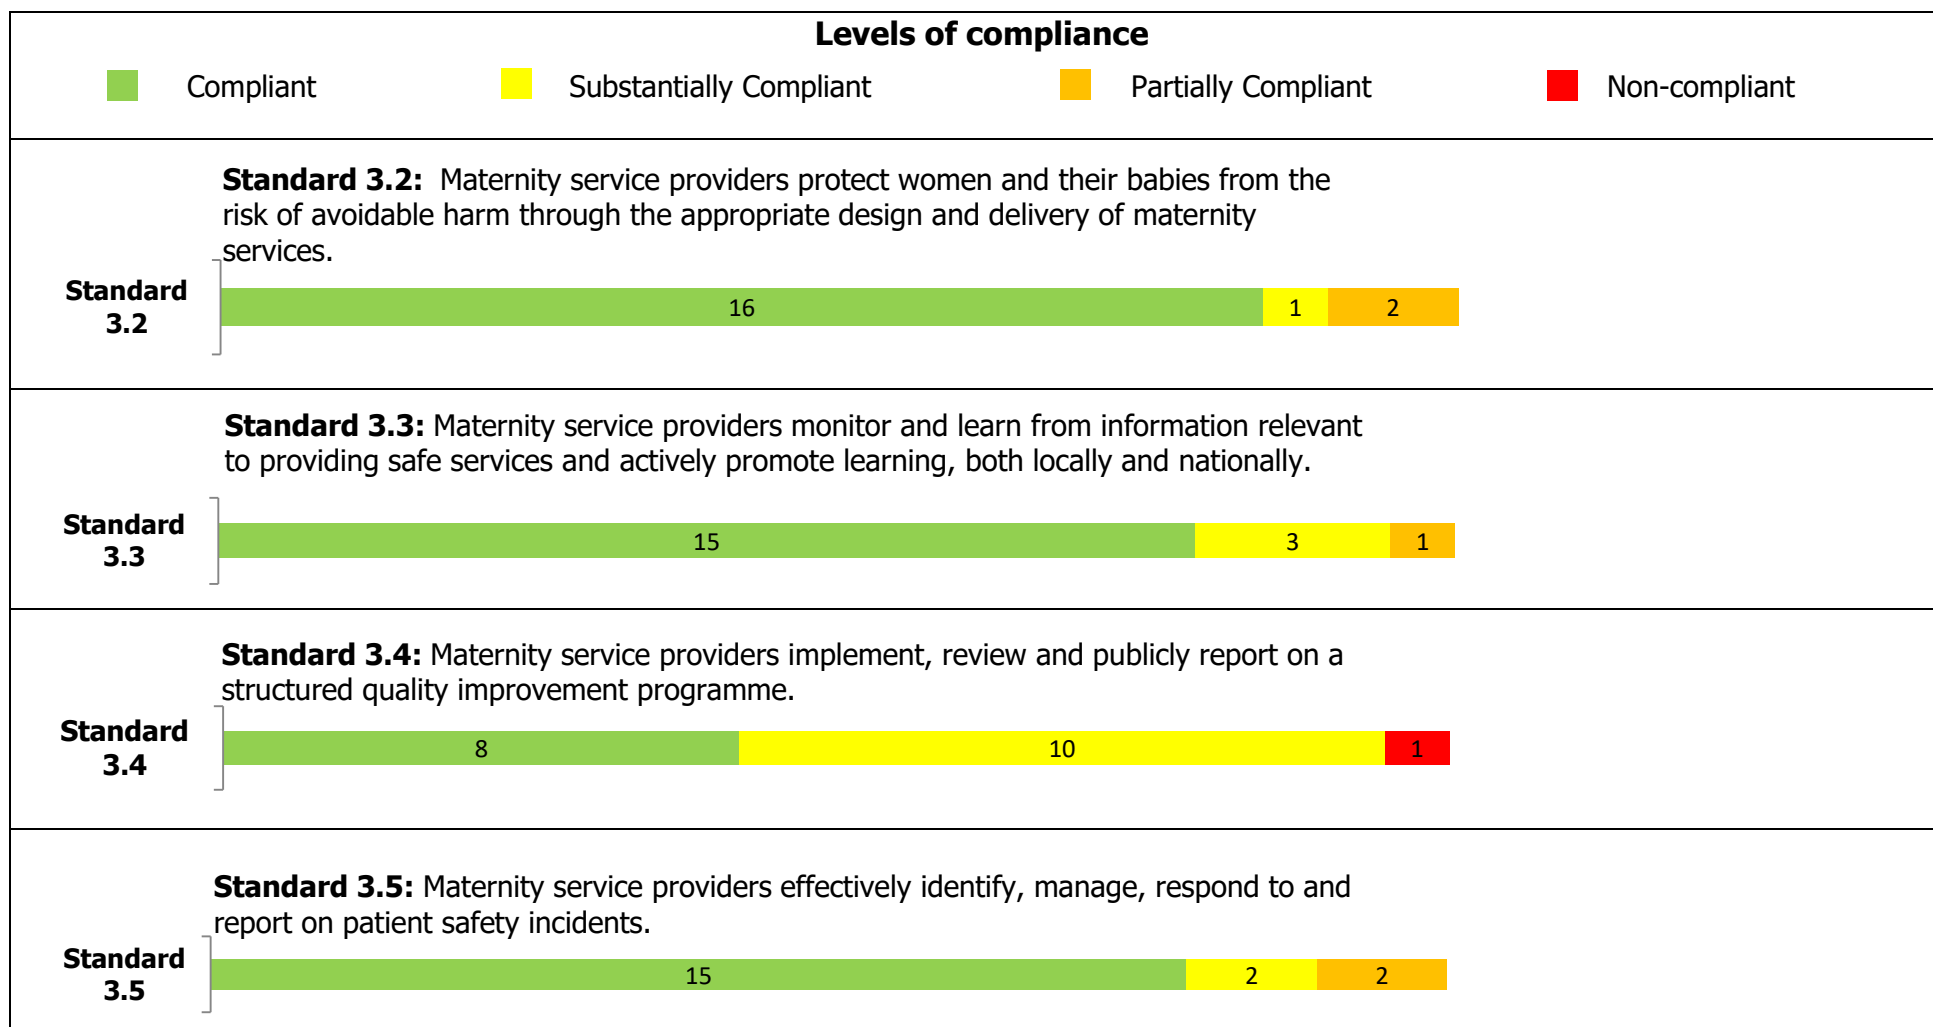 Levels of compliance
Compliant
Substantially Compliant
Partially Compliant
Non-compliant
Standard 3.2: Maternity service providers protect women and their babies from the
risk of avoidable harm through the appropriate design and delivery of maternity
services.
Standard
3.2
16
1
2
Standard 3.3: Maternity service providers monitor and learn from information relevant
to providing safe services and actively promote learning, both locally and nationally.
Standard
3.3
15
3
1
Standard 3.4: Maternity service providers implement, review and publicly report on a
structured quality improvement programme.
Standard
3.4
8
10
1
Standard 3.5: Maternity service providers effectively identify, manage, respond to and
report on patient safety incidents.
Standard
3.5
15
2
2